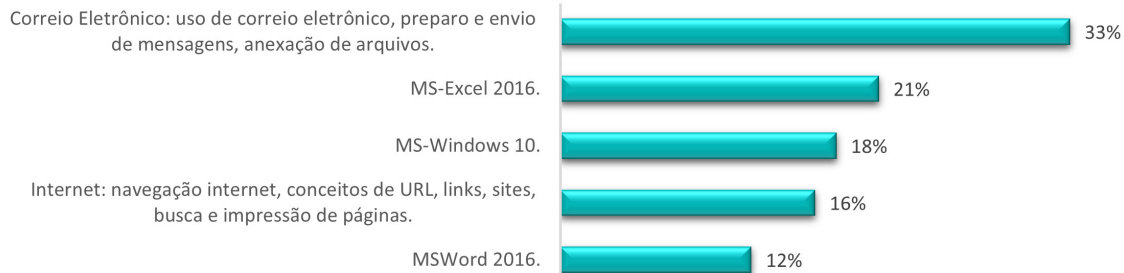 Correio Eletrônico: uso de correio eletrônico, preparo e envio
de mensagens, anexação de arquivos.
33%
MS-Excel 2016.
21%
MS-Windows 10.
18%
Internet: navegação internet, conceitos de URL, links, sites,
busca e impressão de páginas.
16%
MSWord 2016.
12%